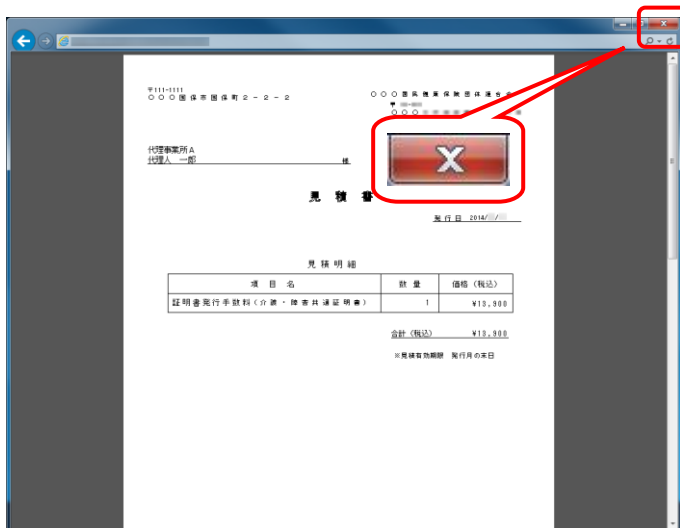 〒111-1111
○○○国保市国保町2-2-2
○○○国民健康保険団体連合会
代理事業所A
代理人 一郎 様
見積書
発行日 2014/ /
見積明細
項目名 数量 価格（税込）
証明書発行手数料（介護・障害共通証明書） 1 ¥13,900
合計（税込） ¥13,900
※見積有効期限 発行月の末日